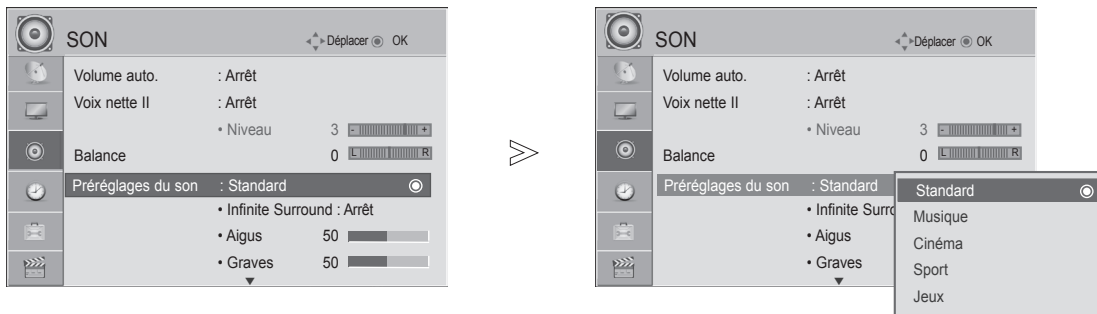 SON
Déplacer OK
Volume auto. : Arrêt
Voix nette II : Arrêt
• Niveau 3 - +
Balance 0 L R
Préréglages du son : Standard
• Infinite Surround : Arrêt
• Aigus 50
• Graves 50
SON
Déplacer OK
Volume auto. : Arrêt
Voix nette II : Arrêt
• Niveau 3 - +
Balance 0 L R
Préréglages du son : Standard
• Infinite Surro
• Aigus
• Graves
Standard
Musique
Cinéma
Sport
Jeux